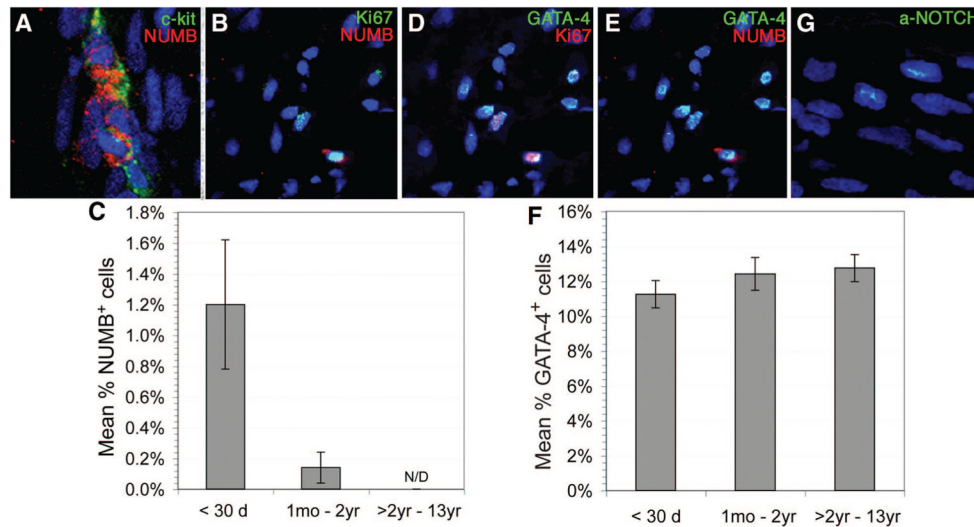 A c-kit
NUMB
B Ki67
NUMB
D GATA-4
Ki67
E GATA-4
NUMB
G a-NOTCH
C
Mean % NUMB+ cells
1.8%
1.6%
1.4%
1.2%
1.0%
0.8%
0.6%
0.4%
0.2%
0.0%
N/D
< 30 d 1mo - 2yr >2yr - 13yr
F
Mean % GATA-4+ cells
16%
14%
12%
10%
8%
6%
4%
2%
0%
< 30 d 1mo - 2yr >2yr - 13yr